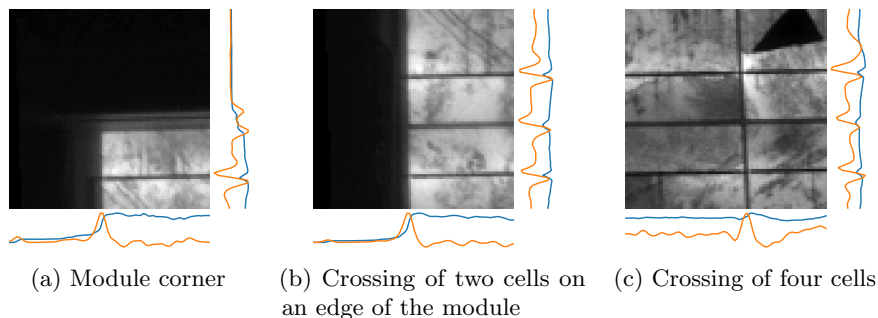 (a) Module corner
(b) Crossing of two cells on
an edge of the module
(c) Crossing of four cells